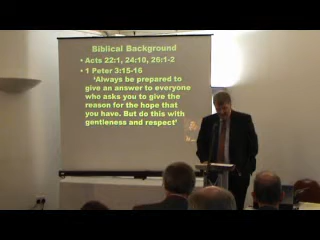 Biblical Background
• Acts 22:1, 24:10, 26:1-2
• 1 Peter 3:15-16
'Always be prepared to
give an answer to everyone
who asks you to give the
reason for the hope that
you have. But do this with
gentleness and respect'